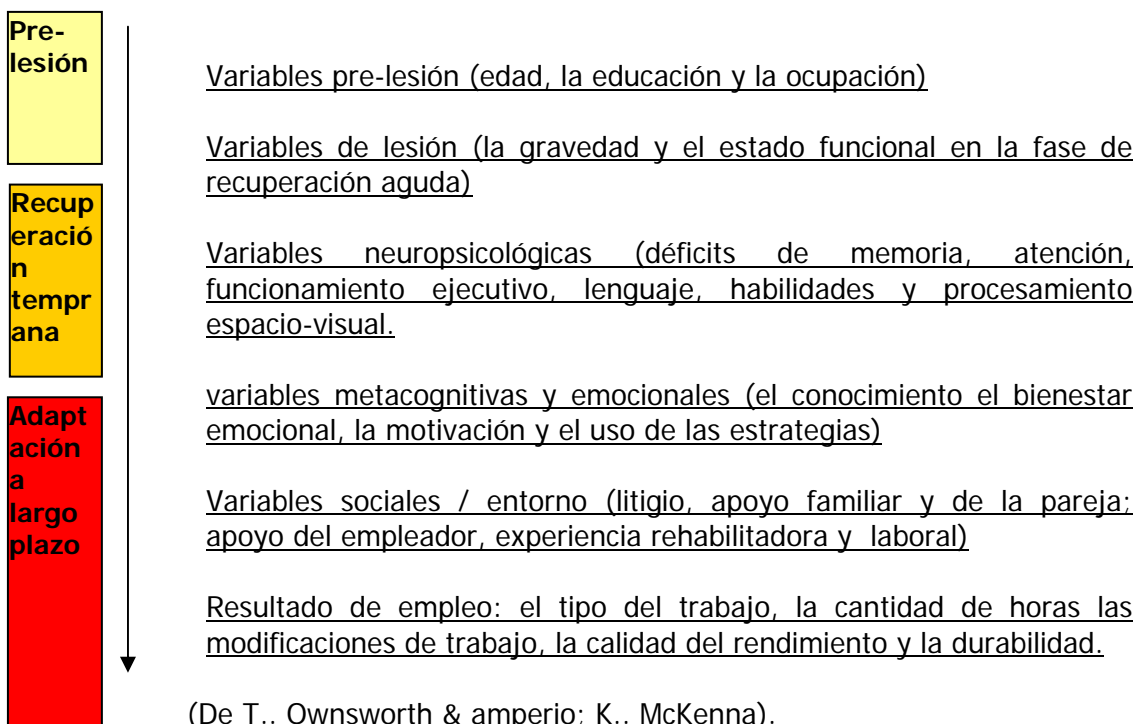 Pre-
lesión
Variables pre-lesión (edad, la educación y la ocupación)
Variables de lesión (la gravedad y el estado funcional en la fase de
recuperación aguda)
Recup
eració
n
tempr
ana
Variables neuropsicológicas (déficits de memoria, atención,
funcionamiento ejecutivo, lenguaje, habilidades y procesamiento
espacio-visual.
variables metacognitivas y emocionales (el conocimiento el bienestar
emocional, la motivación y el uso de las estrategias)
Adapt
ación
a
largo
plazo
Variables sociales / entorno (litigio, apoyo familiar y de la pareja;
apoyo del empleador, experiencia rehabilitadora y laboral)
Resultado de empleo: el tipo del trabajo, la cantidad de horas las
modificaciones de trabajo, la calidad del rendimiento y la durabilidad.
(De T., Ownsworth & amperio; K., McKenna).